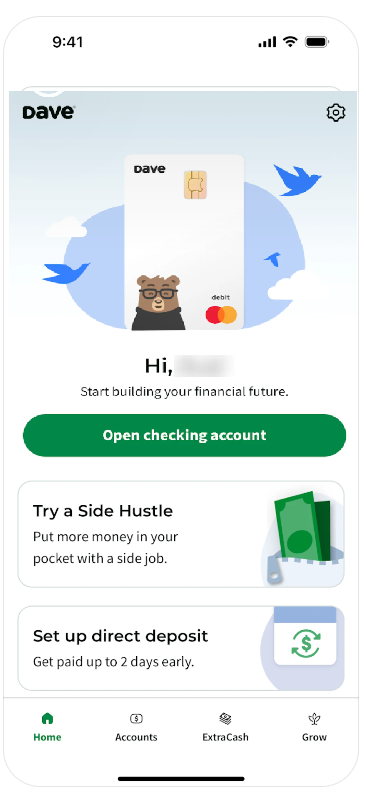 9:41
Dave
Dave
debit
Hi,
Start building your financial future.
Open checking account
Try a Side Hustle
Put more money in your
pocket with a side job.
Set up direct deposit
Get paid up to 2 days early.
Home
Accounts
ExtraCash
Grow